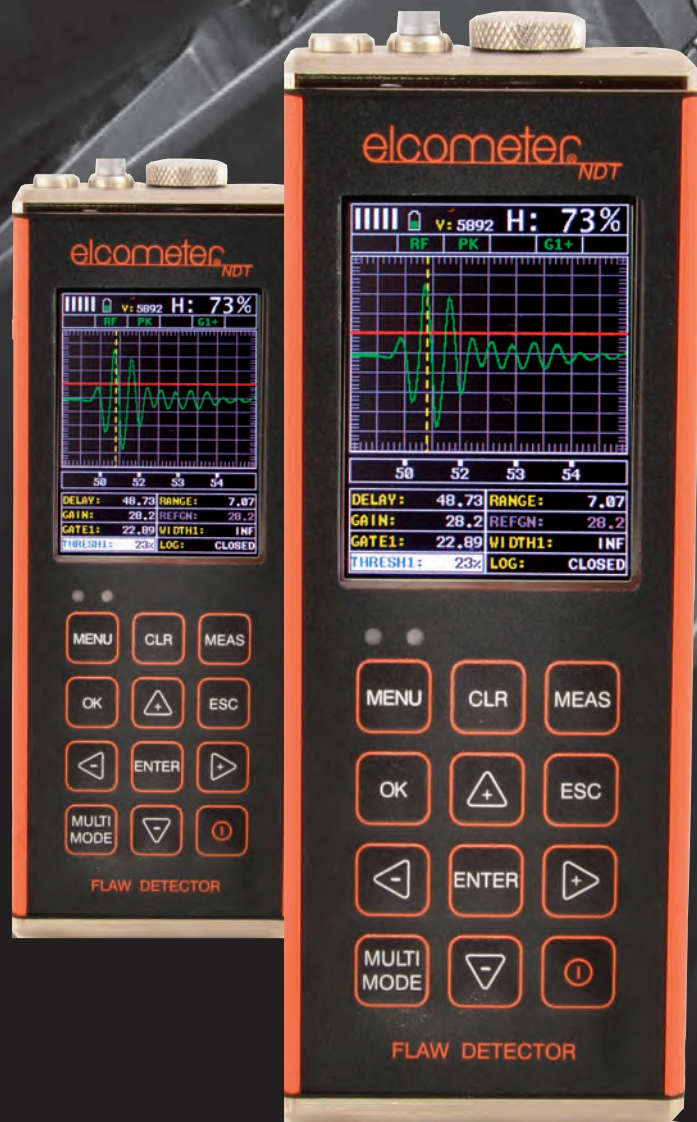 elcometer®
NDT
V: 5892 H: 73%
RF PK G1+
50 52 53 54
DELAY: 48.73 RANGE: 7.07
GAIN: 28.2 REFGN: 28.2
GATE1: 22.89 WIDTH1: INF
THRESH1: 23% LOG: CLOSED
MENU CLR MEAS
OK + ESC
- ENTER +
MULTI
MODE -
FLAW DETECTOR
elcometer®
NDT
V: 5892 H: 73%
RF PK G1+
50 52 53 54
DELAY: 48.73 RANGE: 7.07
GAIN: 28.2 REFGN: 28.2
GATE1: 22.89 WIDTH1: INF
THRESH1: 23% LOG: CLOSED
MENU CLR MEAS
OK + ESC
- ENTER +
MULTI
MODE -
FLAW DETECTOR